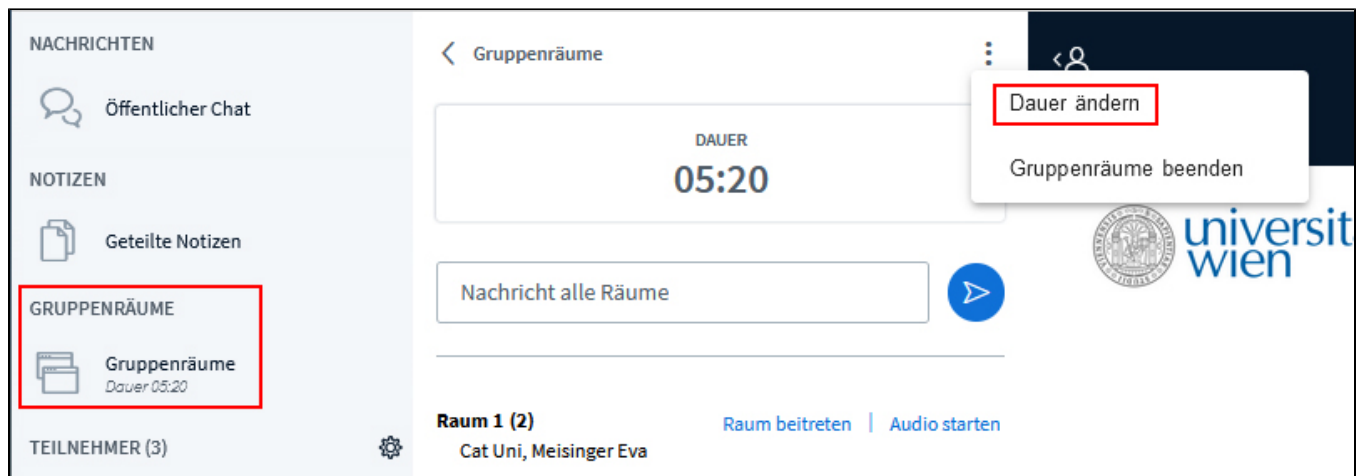 NACHRICHTEN
Öffentlicher Chat
NOTIZEN
Geteilte Notizen
GRUPPENRÄUME
Gruppenräume
Dauer 05:20
TEILNEHMER (3)
Gruppenräume
DAUER
05:20
Nachricht alle Räume
Raum 1 (2)
Raum beitreten | Audio starten
Cat Uni, Meisinger Eva
Dauer ändern
Gruppenräume beenden
universit
wien